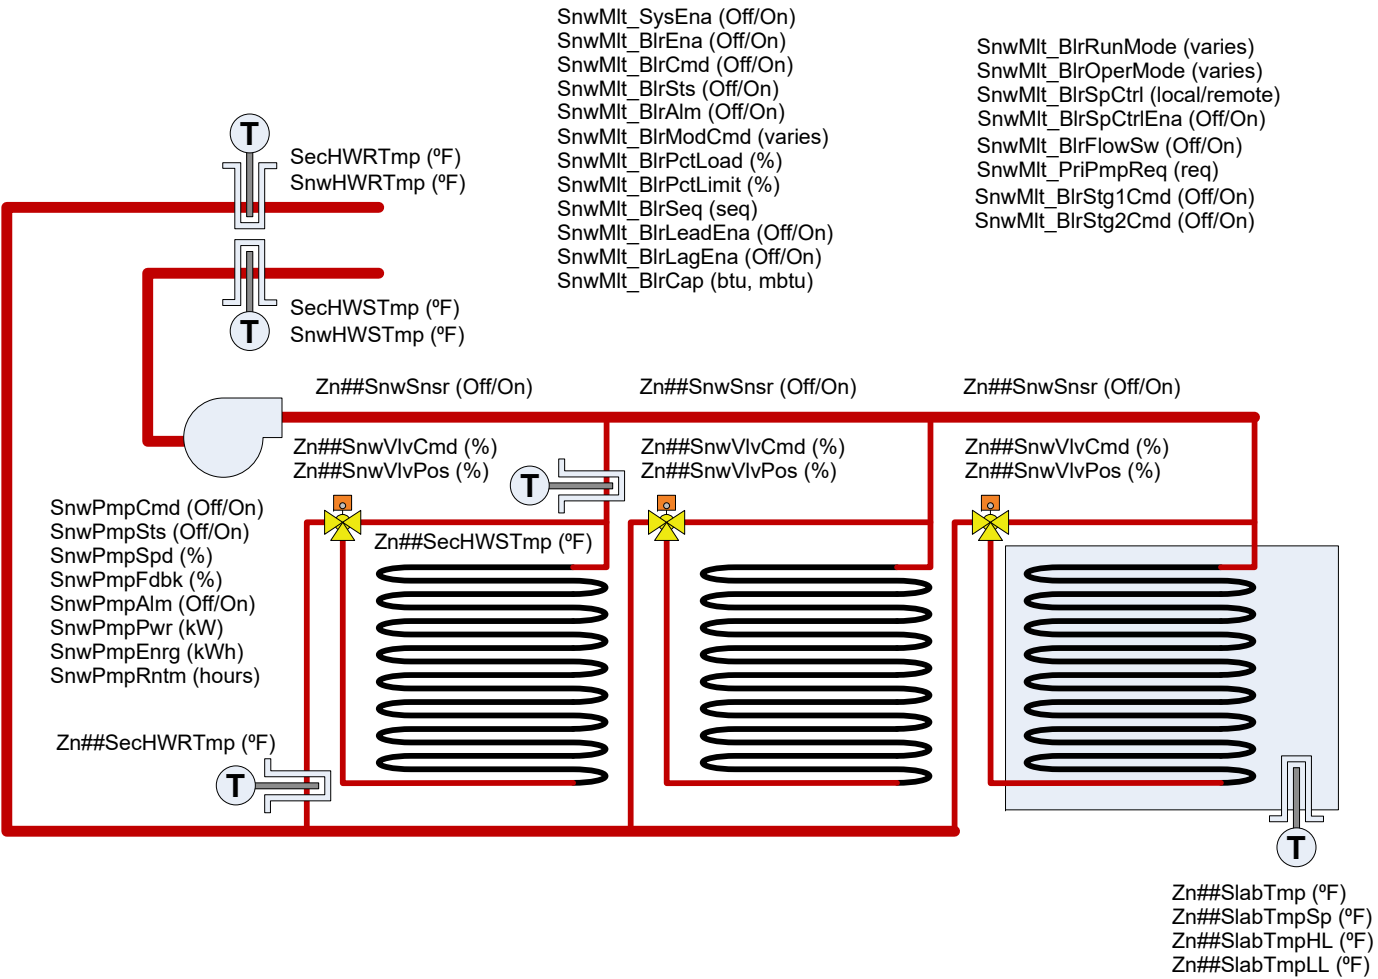 SnwMlt_SysEna (Off/On)
SnwMlt_BlrEna (Off/On)
SnwMlt_BlrCmd (Off/On)
SnwMlt_BlrSts (Off/On)
SnwMlt_BlrAlm (Off/On)
SnwMlt_BlrModCmd (varies)
SnwMlt_BlrPctLoad (%)
SnwMlt_BlrPctLimit (%)
SnwMlt_BlrSeq (seq)
SnwMlt_BlrLeadEna (Off/On)
SnwMlt_BlrLagEna (Off/On)
SnwMlt_BlrCap (btu, mbtu)
SnwMlt_BlrRunMode (varies)
SnwMlt_BlrOperMode (varies)
SnwMlt_BlrSpCtrl (local/remote)
SnwMlt_BlrSpCtrlEna (Off/On)
SnwMlt_BlrFlowSw (Off/On)
SnwMlt_PriPmpReq (req)
SnwMlt_BlrStg1Cmd (Off/On)
SnwMlt_BlrStg2Cmd (Off/On)
T
SecHWRTmp (ºF)
SnwHWRTmp (ºF)
SecHWSTmp (ºF)
T
SnwHWSTmp (ºF)
Zn##SnwSnsr (Off/On)
Zn##SnwSnsr (Off/On)
Zn##SnwSnsr (Off/On)
Zn##SnwVlvCmd (%)
Zn##SnwVlvPos (%)
Zn##SnwVlvCmd (%)
Zn##SnwVlvPos (%)
Zn##SnwVlvCmd (%)
Zn##SnwVlvPos (%)
T
Zn##SecHWSTmp (ºF)
SnwPmpCmd (Off/On)
SnwPmpSts (Off/On)
SnwPmpSpd (%)
SnwPmpFdbk (%)
SnwPmpAlm (Off/On)
SnwPmpPwr (kW)
SnwPmpEnrg (kWh)
SnwPmpRntm (hours)
Zn##SecHWRTmp (ºF)
T
T
Zn##SlabTmp (ºF)
Zn##SlabTmpSp (ºF)
Zn##SlabTmpHL (ºF)
Zn##SlabTmpLL (ºF)